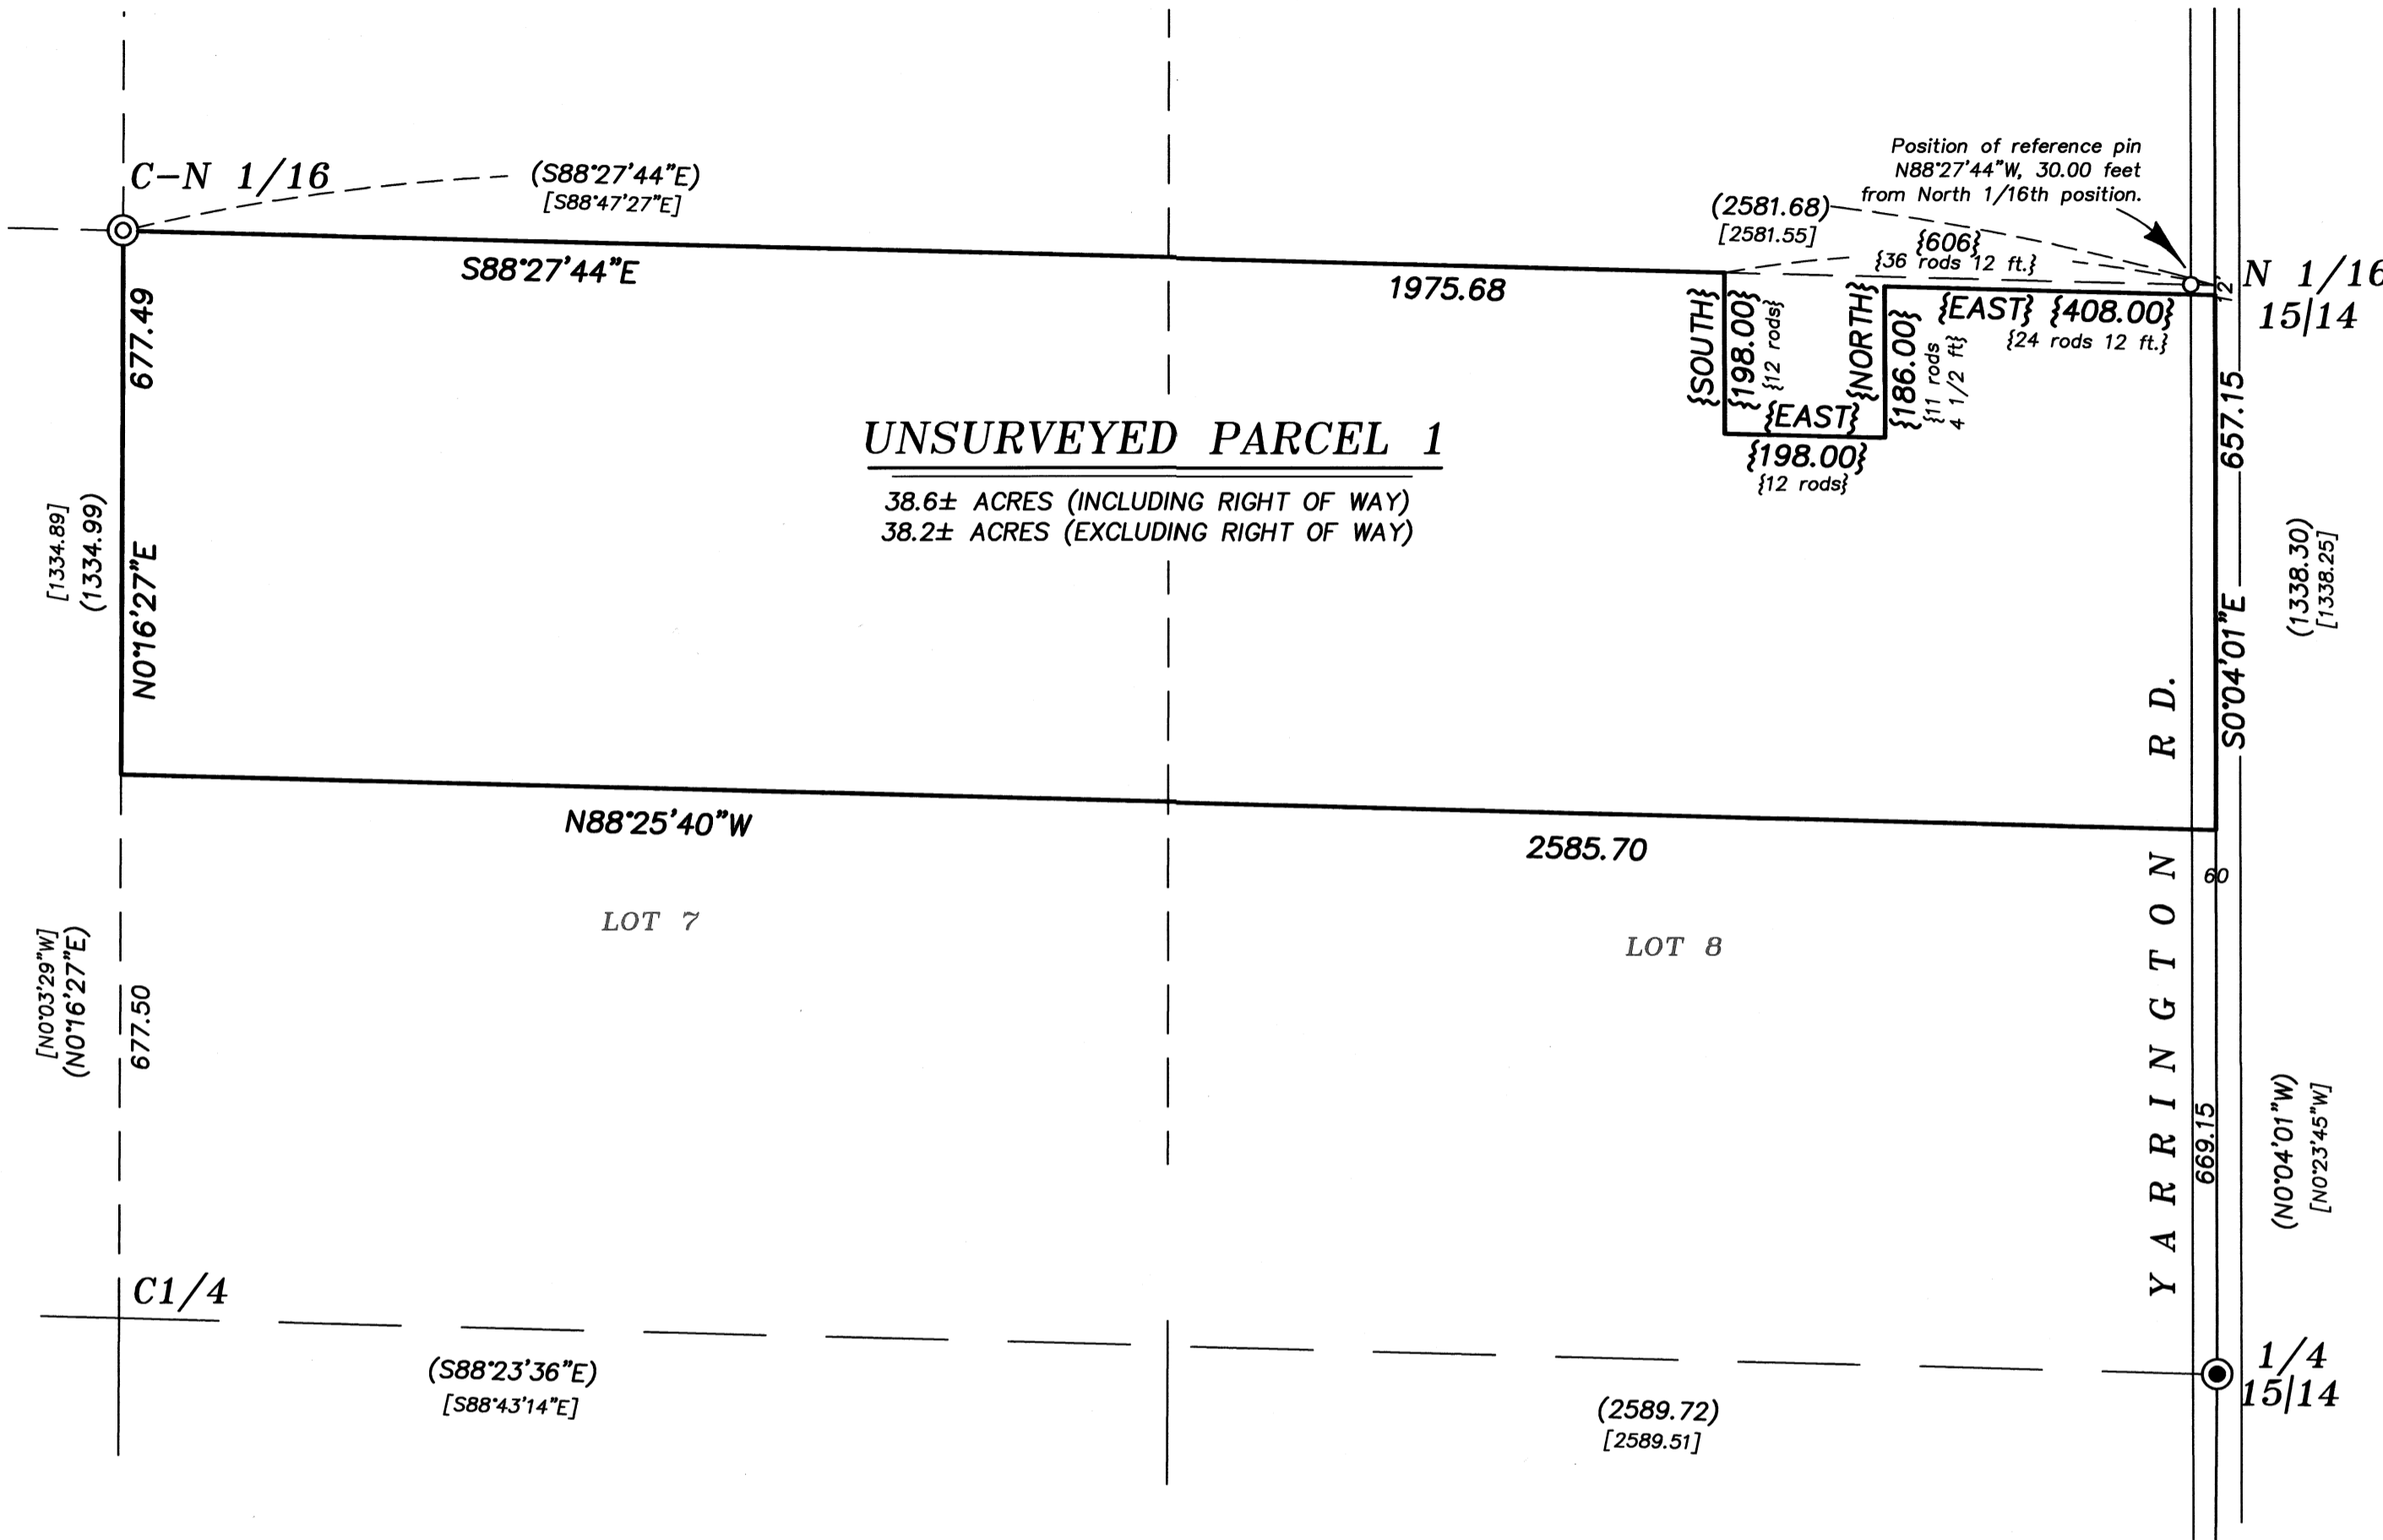 C-N 1/16
(S88°27'44"E)
[S88°47'27"E]
Position of reference pin
N88°27'44"W, 30.00 feet
from North 1/16th position.
(2581.68)
[2581.55]
{606}
{36 rods 12 ft.}
N 1/16
15|14
12
S88°27'44"E
1975.68
{SOUTH}
{198.00}
{12 rods}
{NORTH}
{186.00}
{11 rods
4 1/2 ft}
{EAST} {408.00}
{24 rods 12 ft.}
{EAST}
{198.00}
{12 rods}
677.49
N0°16'27"E
[1334.89]
(1334.99)
UNSURVEYED PARCEL 1
38.6± ACRES (INCLUDING RIGHT OF WAY)
38.2± ACRES (EXCLUDING RIGHT OF WAY)
657.15
S0°04'01"E
(1338.30)
[1338.25]
N88°25'40"W
2585.70
YARRINGTON RD.
60
LOT 7
LOT 8
[N0°03'29"W]
(N0°16'27"E)
677.50
669.15
(N0°04'01"W)
[N0°23'45"W]
C1/4
(S88°23'36"E)
[S88°43'14"E]
(2589.72)
[2589.51]
1/4
15|14